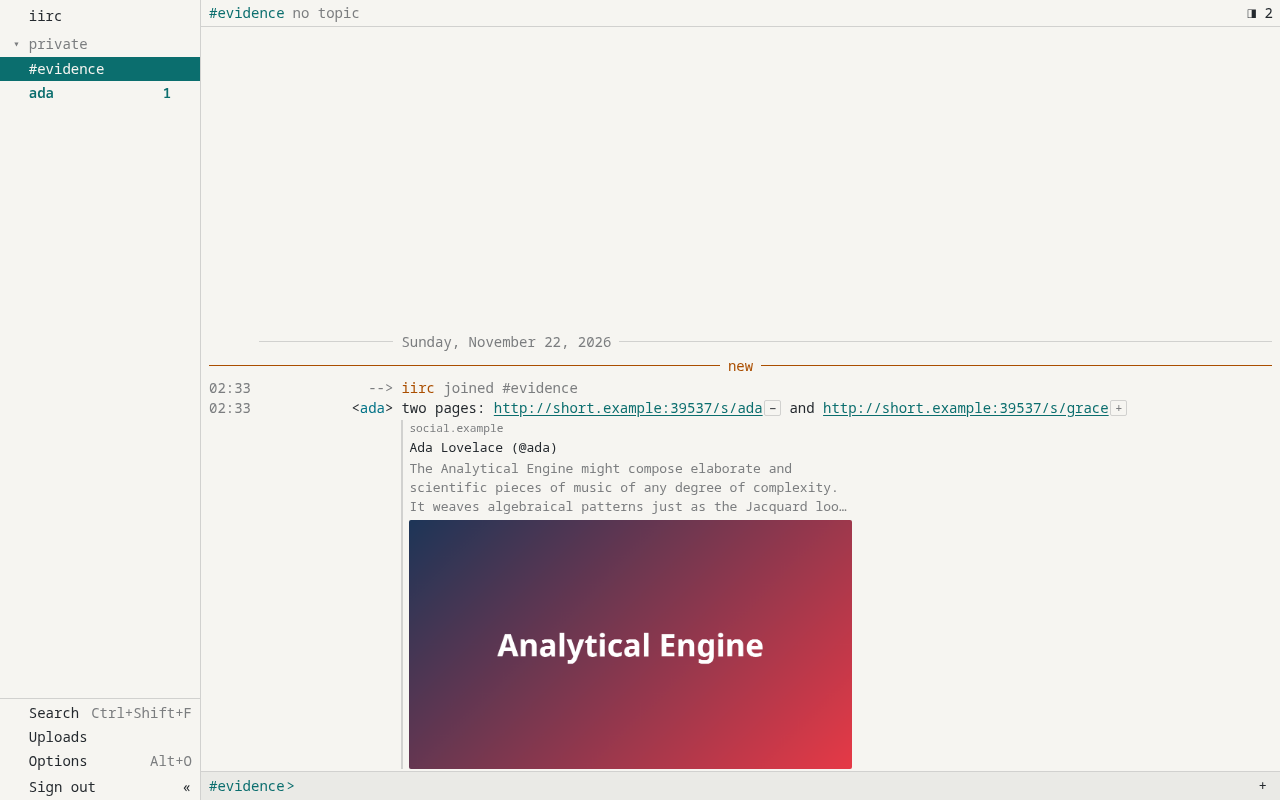 iirc
▾ private
#evidence
ada 1
Search Ctrl+Shift+F
Uploads
Options Alt+O
Sign out «
#evidence no topic
◨ 2
Sunday, November 22, 2026
new
02:33 --> iirc joined #evidence
02:33 <ada> two pages: http://short.example:39537/s/ada − and http://short.example:39537/s/grace +
social.example
Ada Lovelace (@ada)
The Analytical Engine might compose elaborate and
scientific pieces of music of any degree of complexity.
It weaves algebraical patterns just as the Jacquard loo…
Analytical Engine
#evidence> +